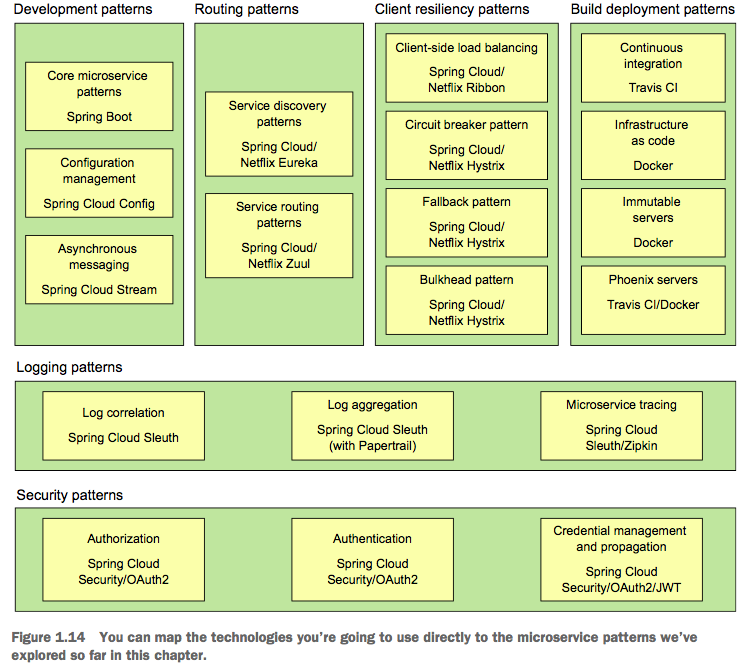 Development patterns
Core microservice
patterns
Spring Boot
Configuration
management
Spring Cloud Config
Asynchronous
messaging
Spring Cloud Stream
Routing patterns
Service discovery
patterns
Spring Cloud/
Netflix Eureka
Service routing
patterns
Spring Cloud/
Netflix Zuul
Client resiliency patterns
Client-side load balancing
Spring Cloud/
Netflix Ribbon
Circuit breaker pattern
Spring Cloud/
Netflix Hystrix
Fallback pattern
Spring Cloud/
Netflix Hystrix
Bulkhead pattern
Spring Cloud/
Netflix Hystrix
Build deployment patterns
Continuous
integration
Travis CI
Infrastructure
as code
Docker
Immutable
servers
Docker
Phoenix servers
Travis CI/Docker
Logging patterns
Log correlation
Spring Cloud Sleuth
Log aggregation
Spring Cloud Sleuth
(with Papertrail)
Microservice tracing
Spring Cloud
Sleuth/Zipkin
Security patterns
Authorization
Spring Cloud
Security/OAuth2
Authentication
Spring Cloud
Security/OAuth2
Credential management
and propagation
Spring Cloud
Security/OAuth2/JWT
Figure 1.14 You can map the technologies you're going to use directly to the microservice patterns we've
explored so far in this chapter.